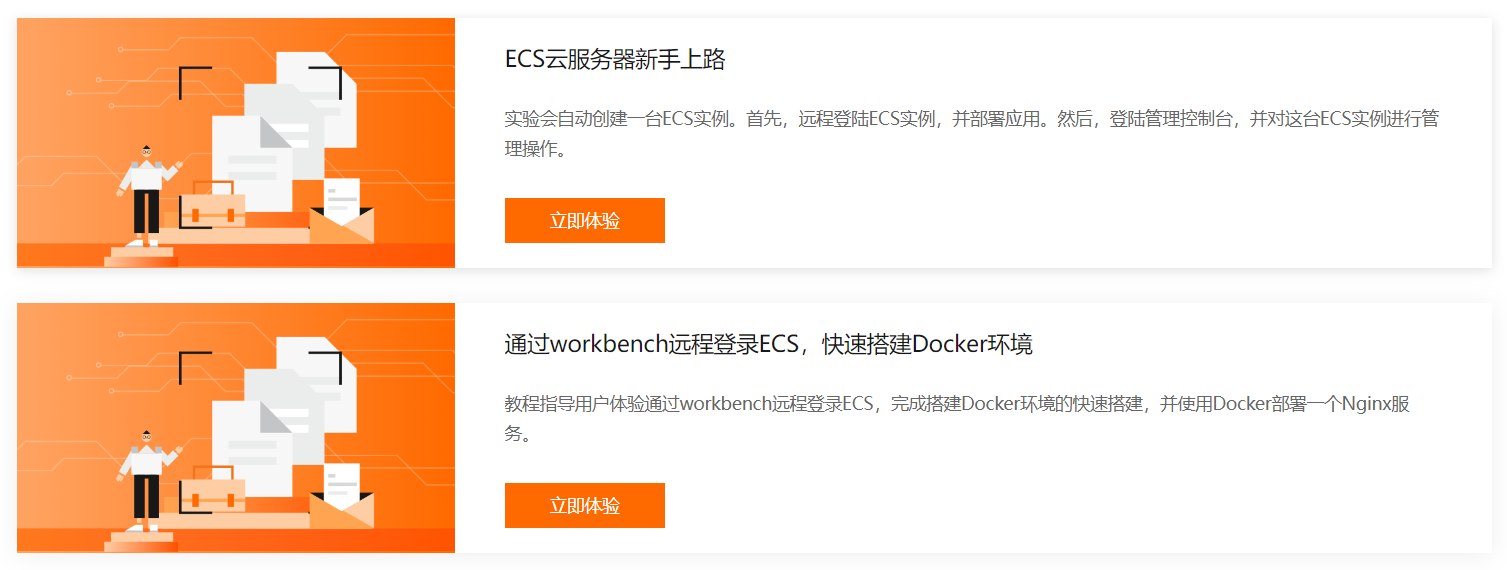 ECS云服务器新手上路
实验会自动创建一台ECS实例。首先，远程登陆ECS实例，并部署应用。然后，登陆管理控制台，并对这台ECS实例进行管
理操作。
立即体验
通过workbench远程登录ECS，快速搭建Docker环境
教程指导用户体验通过workbench远程登录ECS，完成搭建Docker环境的快速搭建，并使用Docker部署一个Nginx服
务。
立即体验